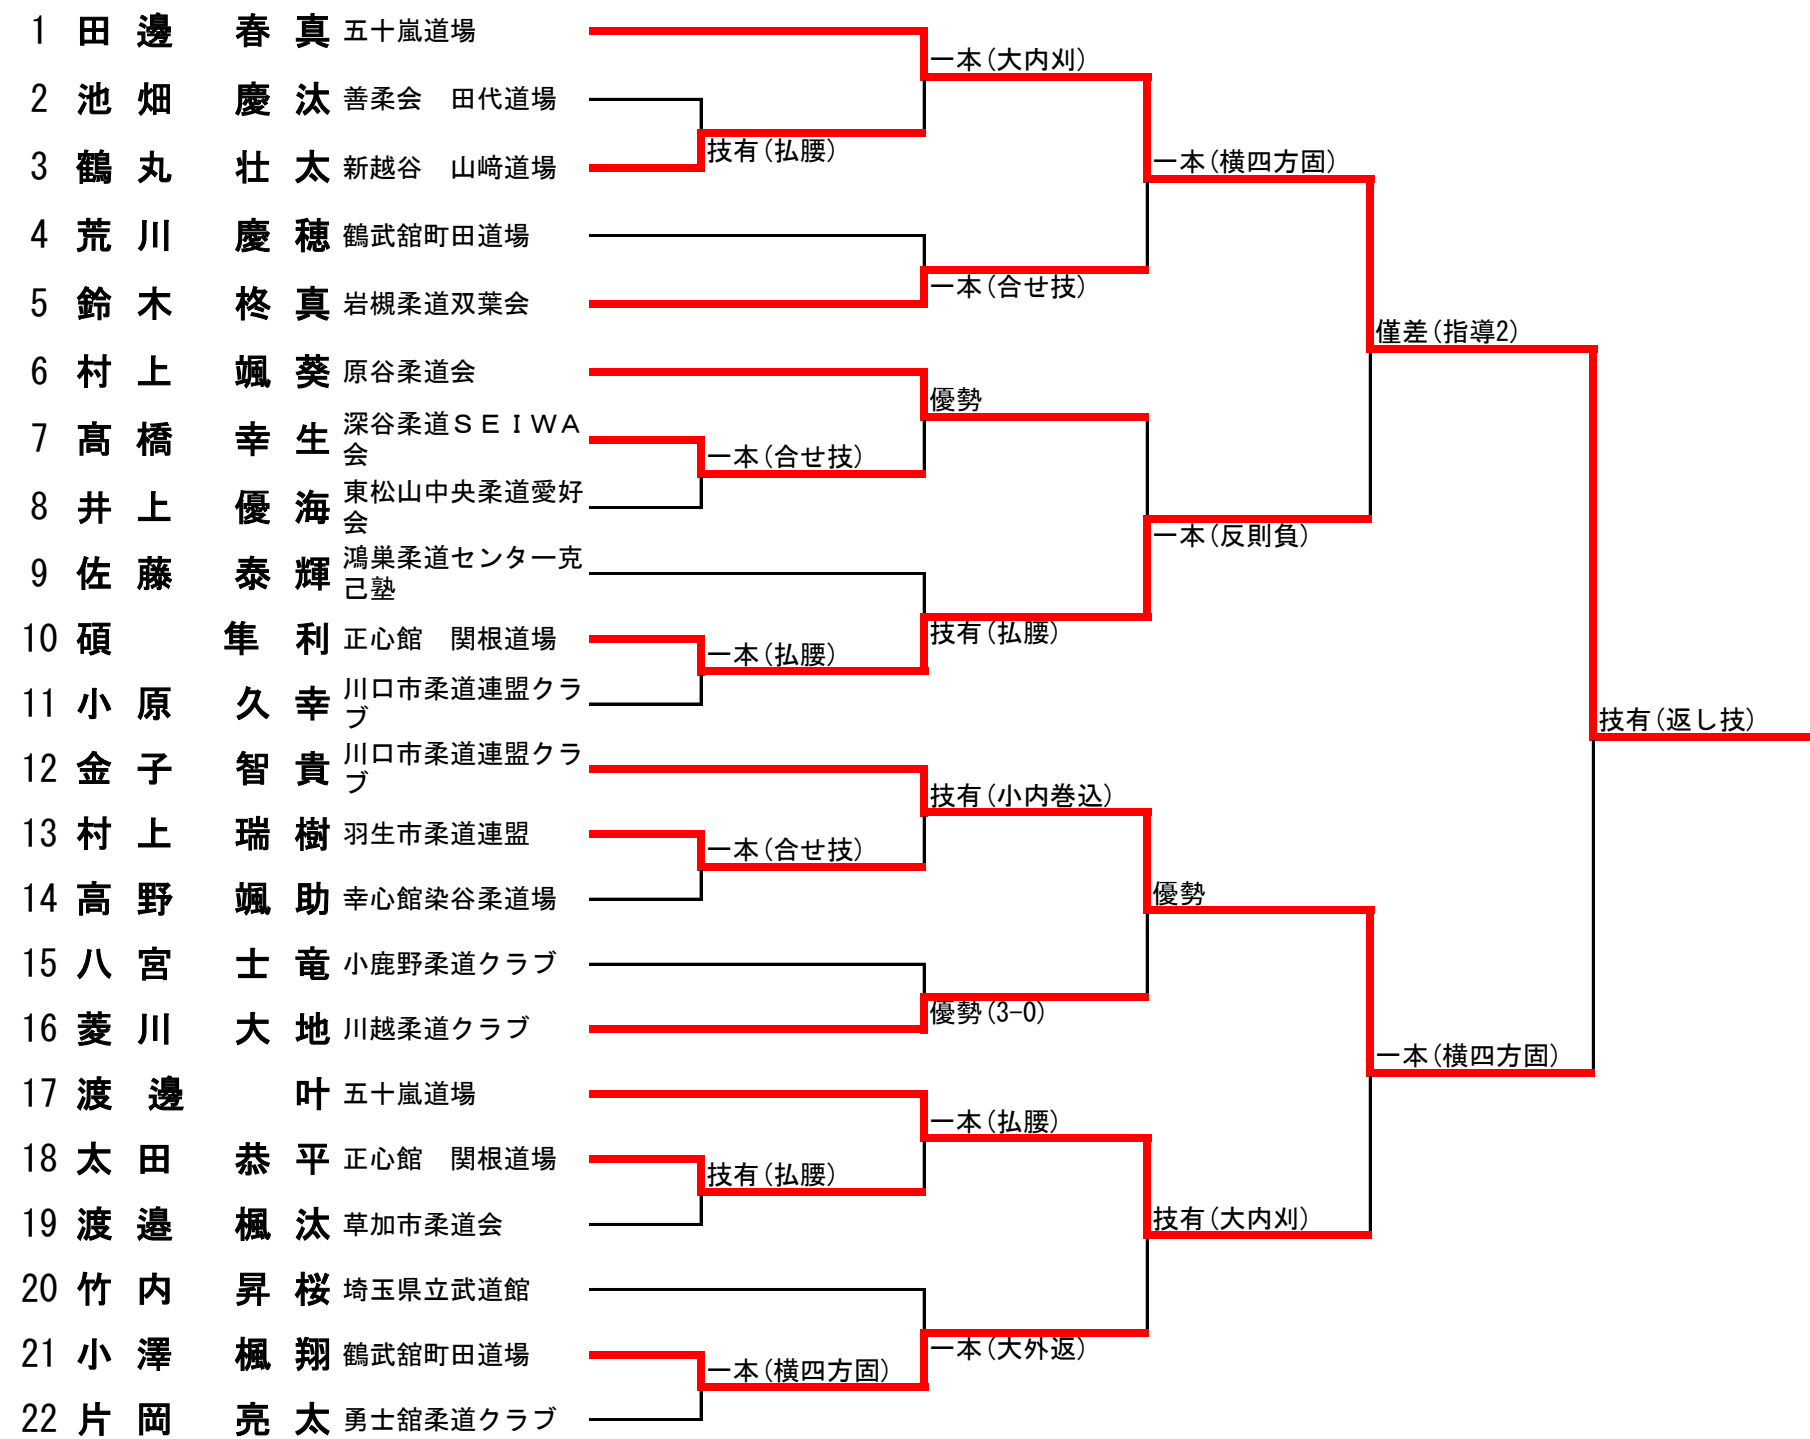 1 田邊 春真 五十嵐道場
一本(大内刈)
2 池畑 慶汰 善柔会 田代道場
技有(払腰)
3 鶴丸 壮太 新越谷 山﨑道場
一本(横四方固)
4 荒川 慶穂 鶴武舘町田道場
一本(合せ技)
5 鈴木 柊真 岩槻柔道双葉会
僅差(指導2)
6 村上 颯葵 原谷柔道会
優勢
7 髙橋 幸生 深谷柔道ＳＥＩＷＡ
会
一本(合せ技)
8 井上 優海 東松山中央柔道愛好
会
一本(反則負)
9 佐藤 泰輝 鴻巣柔道センター克
己塾
技有(払腰)
10 碩 隼利 正心館 関根道場
一本(払腰)
11 小原 久幸 川口市柔道連盟クラ
ブ
技有(返し技)
12 金子 智貴 川口市柔道連盟クラ
ブ
技有(小内巻込)
13 村上 瑞樹 羽生市柔道連盟
一本(合せ技)
14 高野 颯助 幸心館染谷柔道場
優勢
15 八宮 士竜 小鹿野柔道クラブ
優勢(3-0)
16 菱川 大地 川越柔道クラブ
一本(横四方固)
17 渡邊 叶 五十嵐道場
一本(払腰)
18 太田 恭平 正心館 関根道場
技有(払腰)
19 渡邉 楓汰 草加市柔道会
技有(大内刈)
20 竹内 昇桜 埼玉県立武道館
一本(大外返)
21 小澤 楓翔 鶴武舘町田道場
一本(横四方固)
22 片岡 亮太 勇士舘柔道クラブ